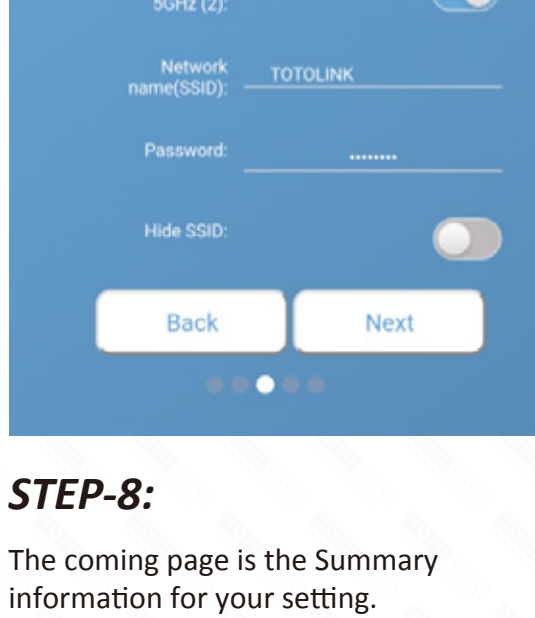 5GHz (2):
Network
name(SSID):
TOTOLINK
Password:
........
Hide SSID:
Back
Next
STEP-8:
The coming page is the Summary
information for your setting.